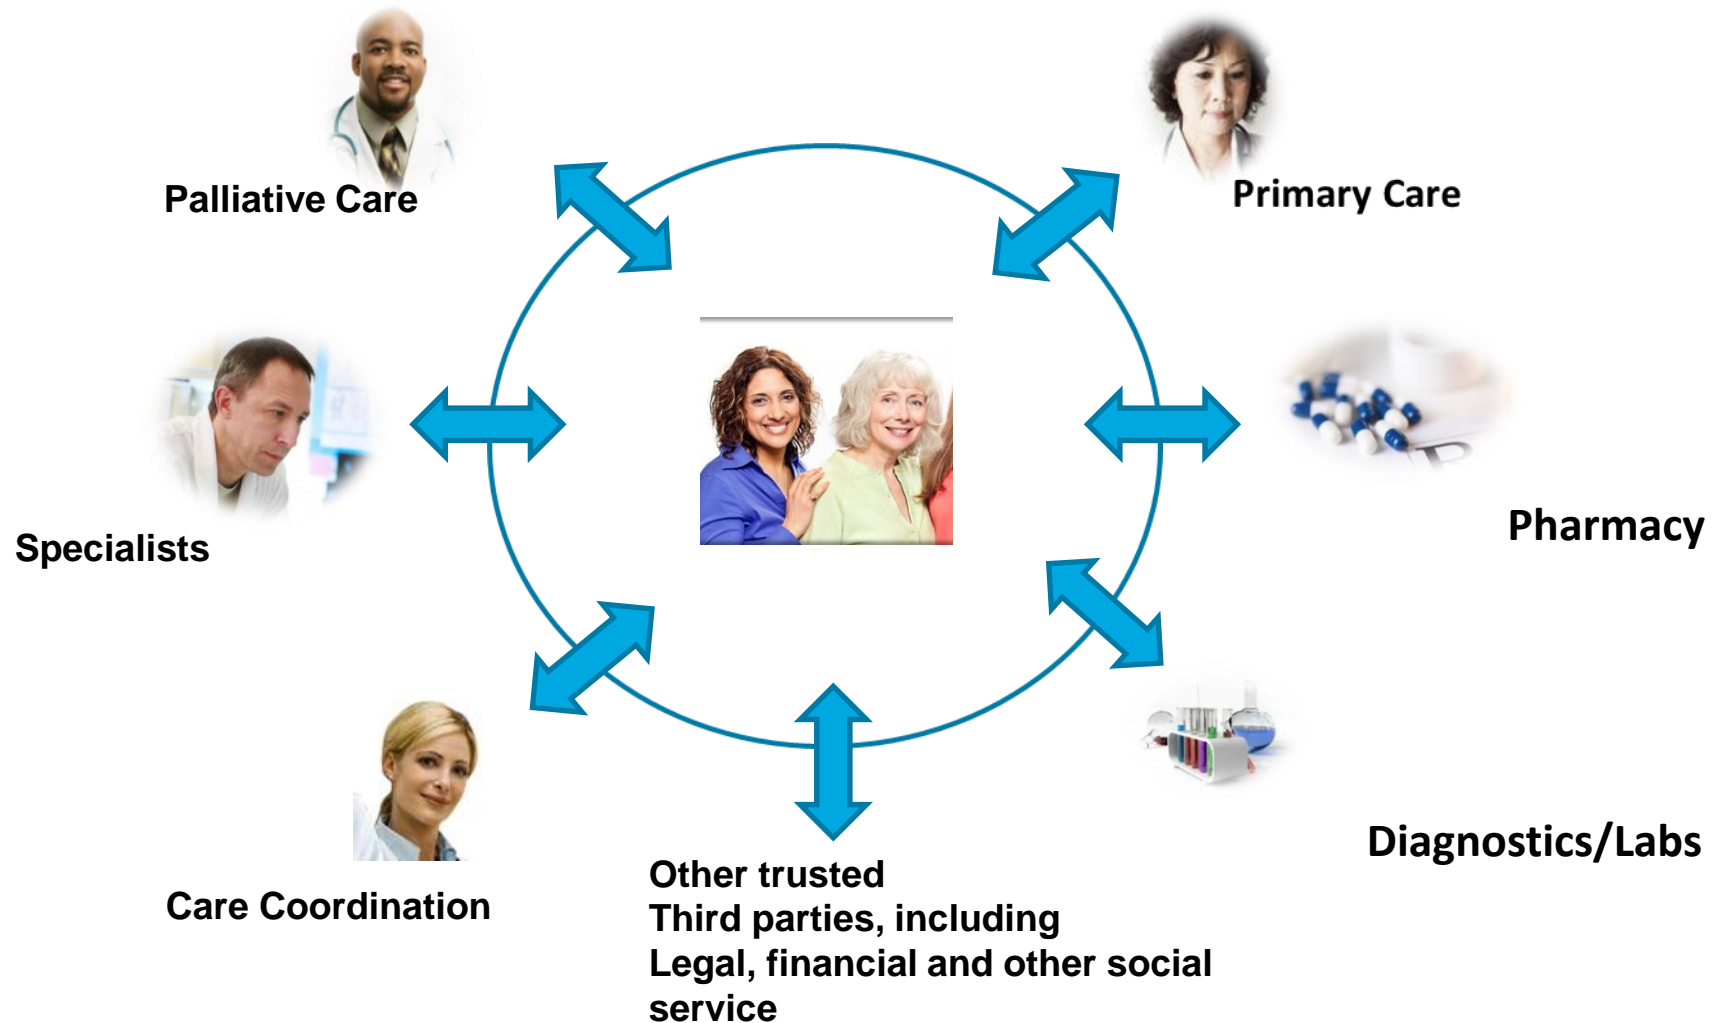 Palliative Care
Primary Care
Specialists
Pharmacy
Diagnostics/Labs
Care Coordination
Other trusted
Third parties, including
Legal, financial and other social
service